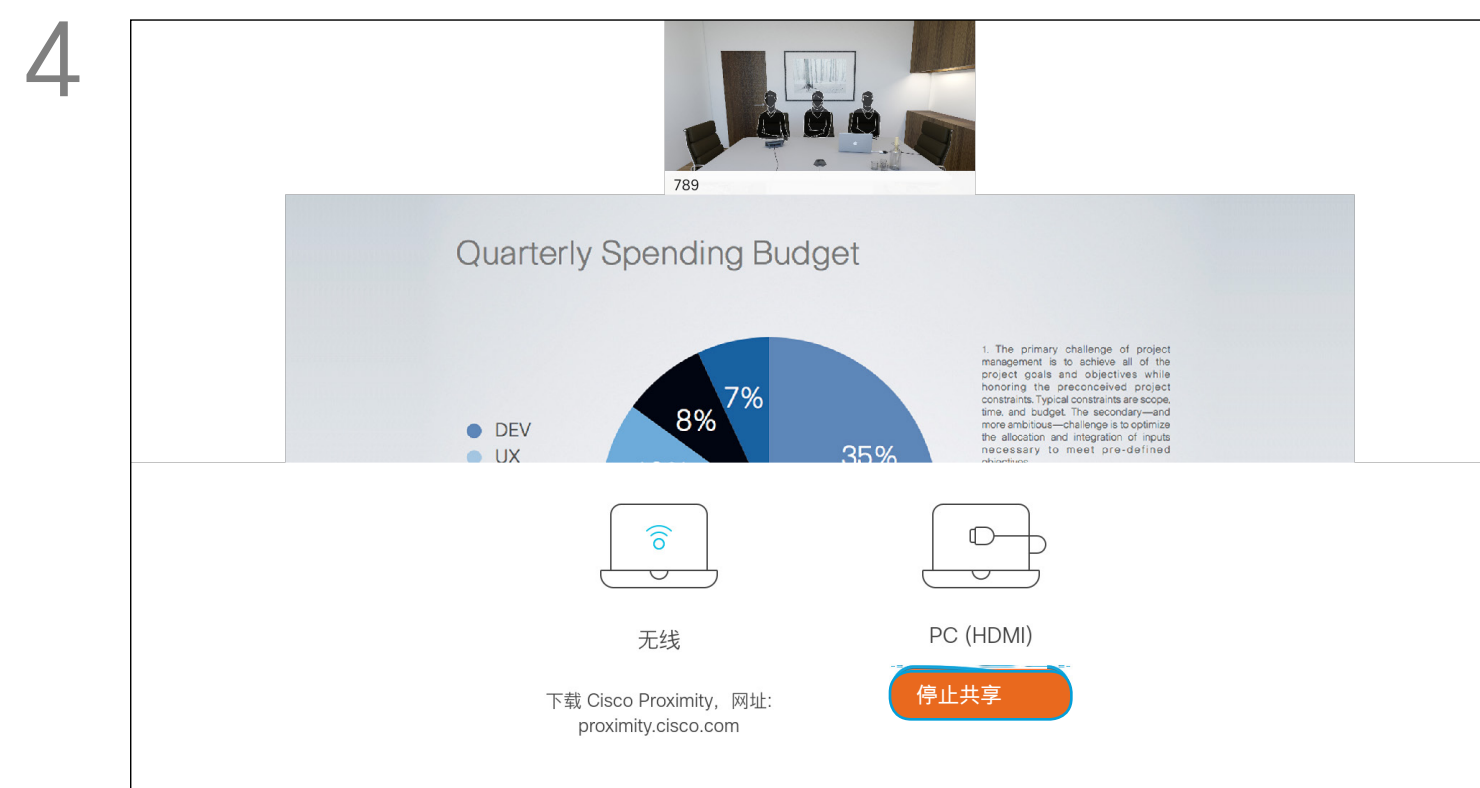 4
789
Quarterly Spending Budget
1. The primary challenge of project
management is to achieve all of the
project goals and objectives while
honoring the preconceived project
constraints. Typical constraints are scope,
time, and budget. The secondary—and
more ambitious—challenge is to optimize
the allocation and integration of inputs
necessary to meet pre-defined
7%
8%
35%
DEV
UX
无线
PC (HDMI)
下载 Cisco Proximity，网址:
proximity.cisco.com
停止共享